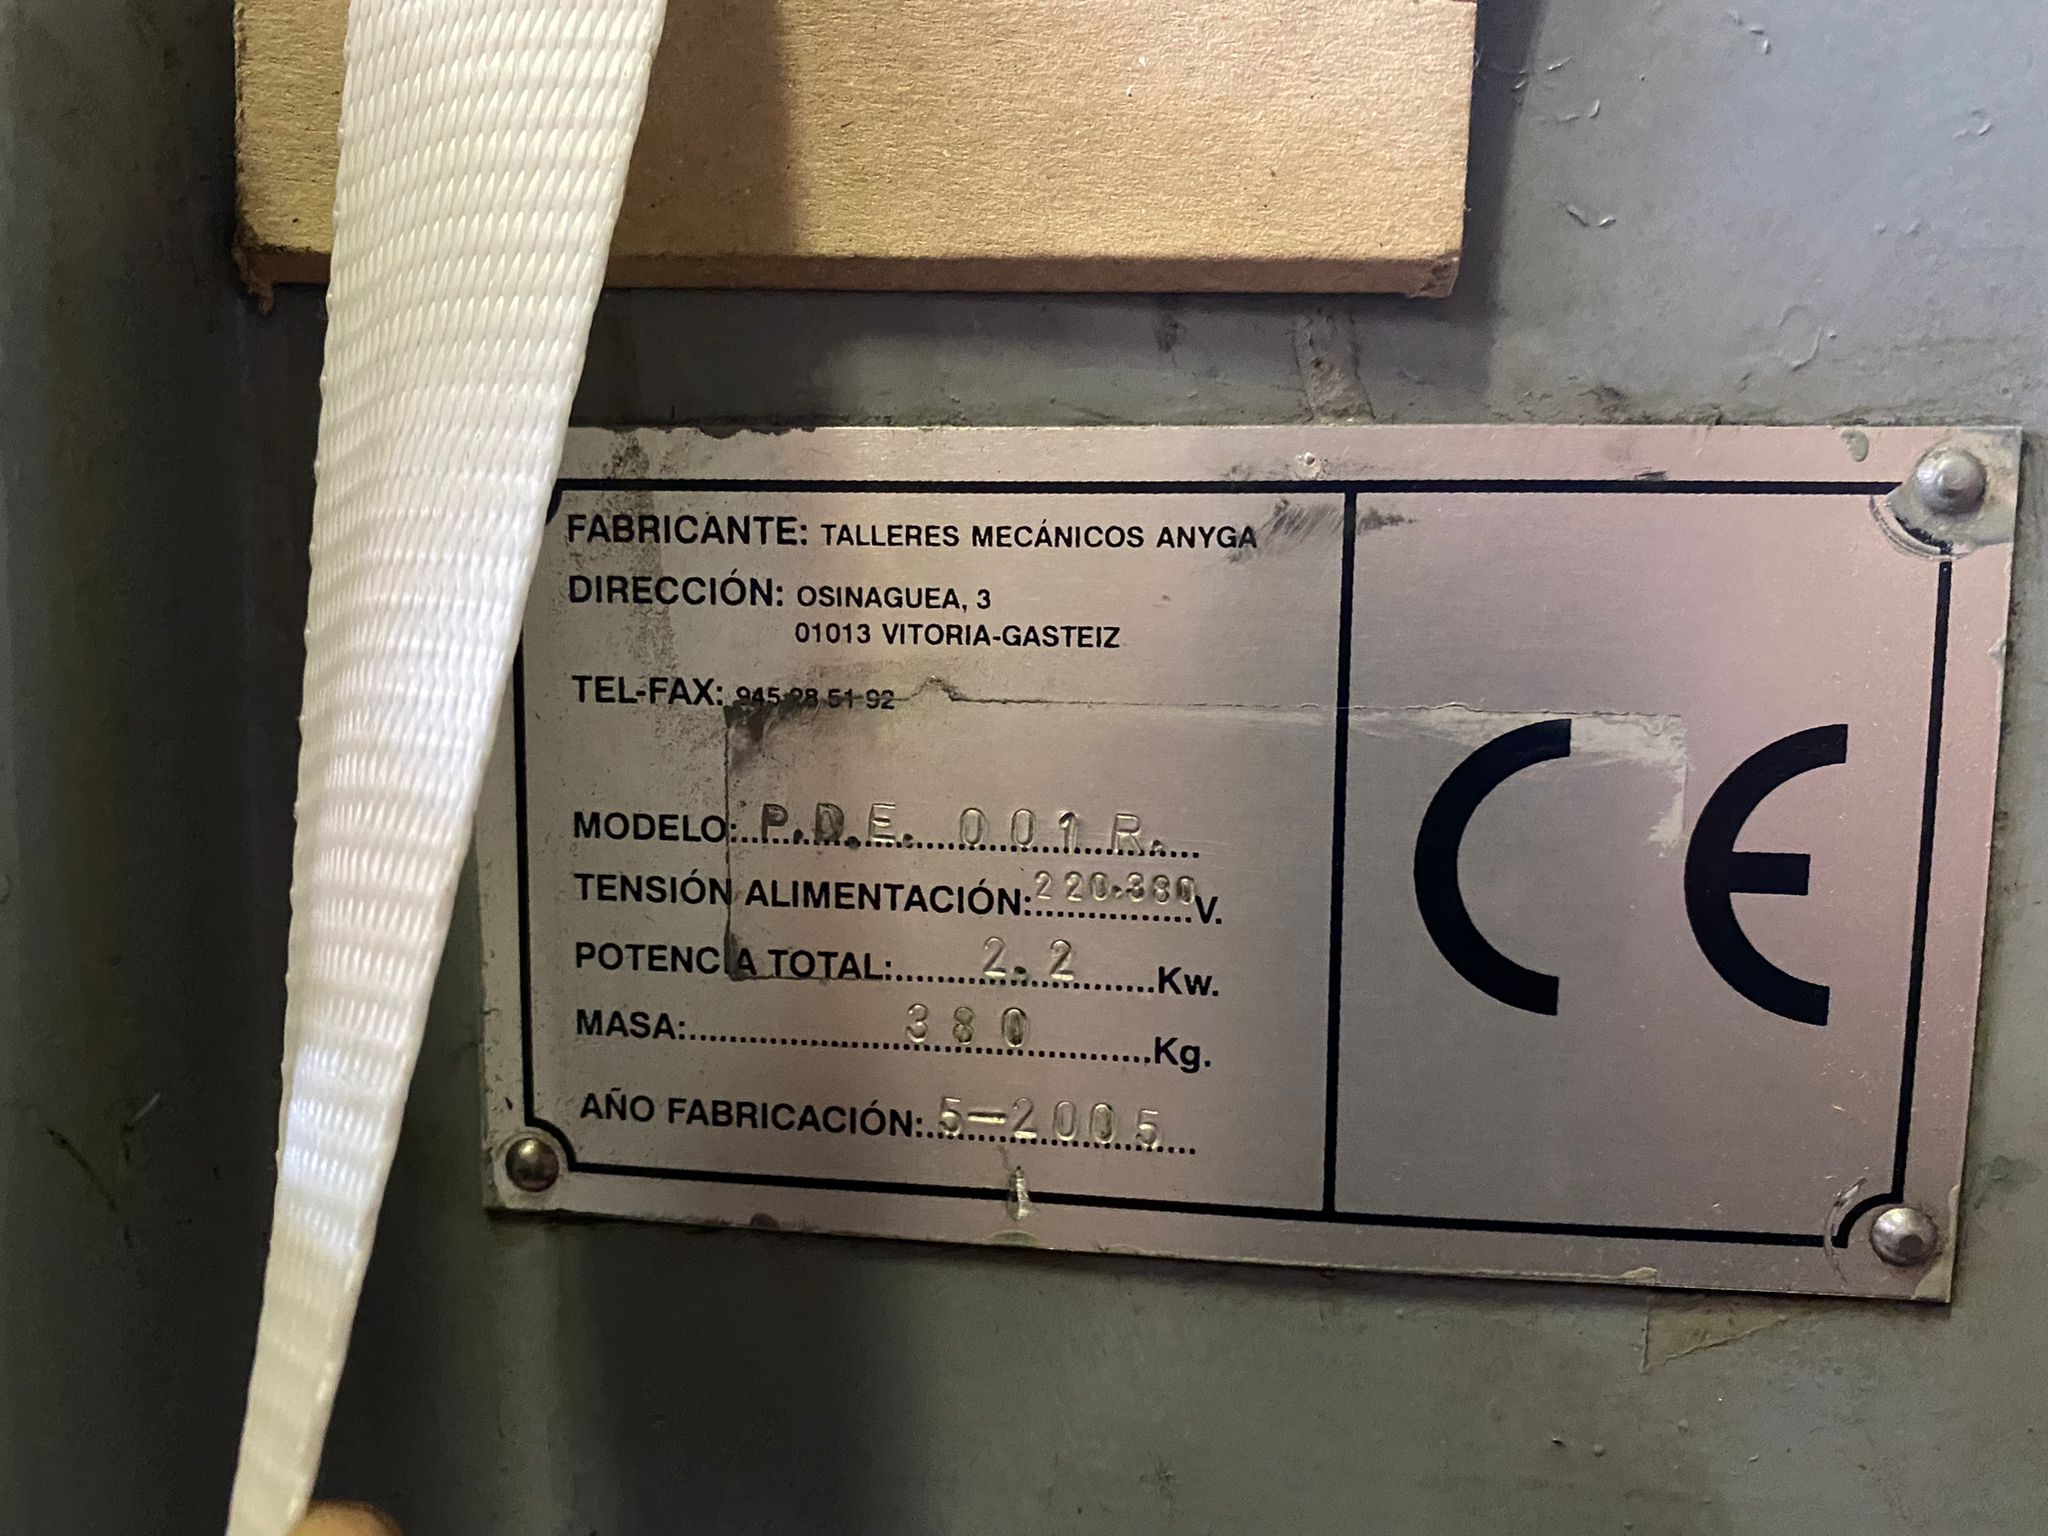 FABRICANTE: TALLERES MECÁNICOS ANYGA
DIRECCIÓN: OSINAGUEA, 3
01013 VITORIA-GASTEIZ
TEL-FAX: 945 28 51 92
MODELO: P.D.E. 001 R.
TENSIÓN ALIMENTACIÓN: 220-380 V.
POTENCIA TOTAL: 2.2 Kw.
MASA: 380 Kg.
AÑO FABRICACIÓN: 5-2005
CE